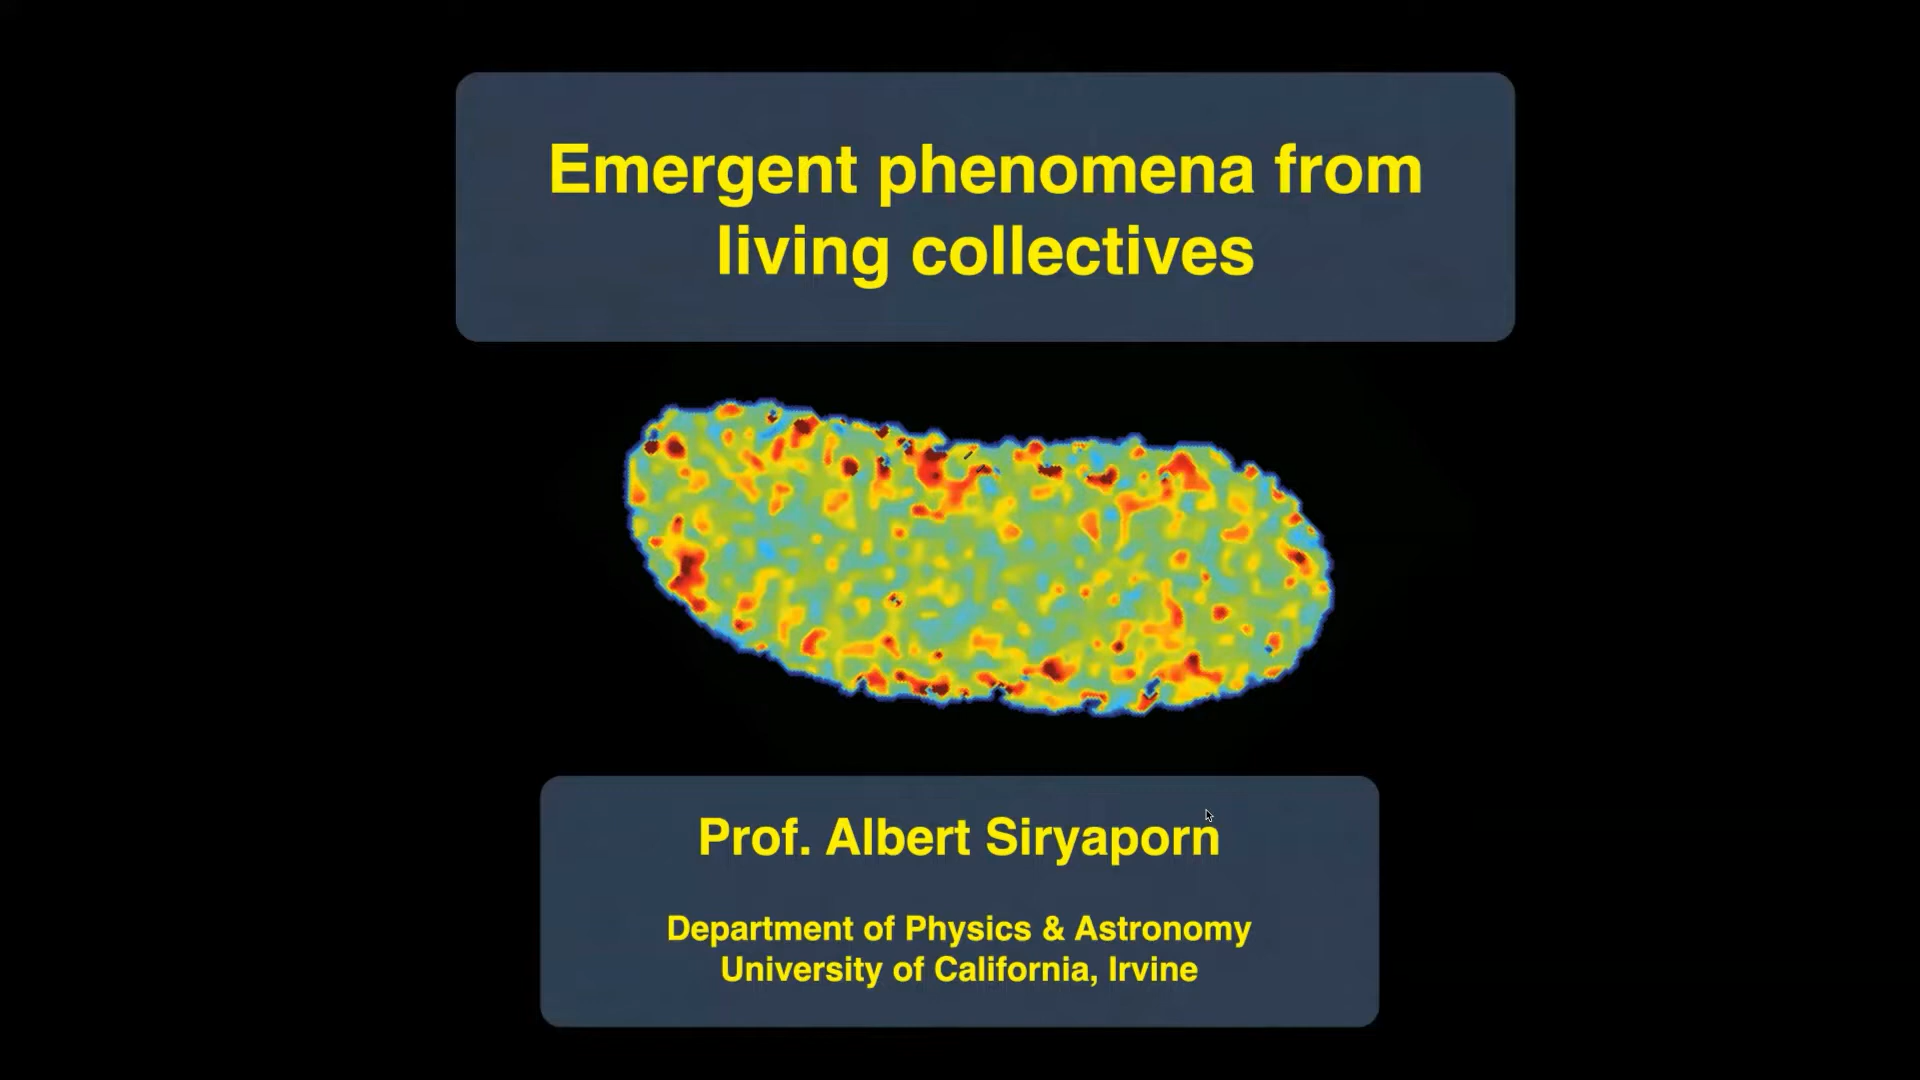 Emergent phenomena from
living collectives
Prof. Albert Siryaporn
Department of Physics & Astronomy
University of California, Irvine